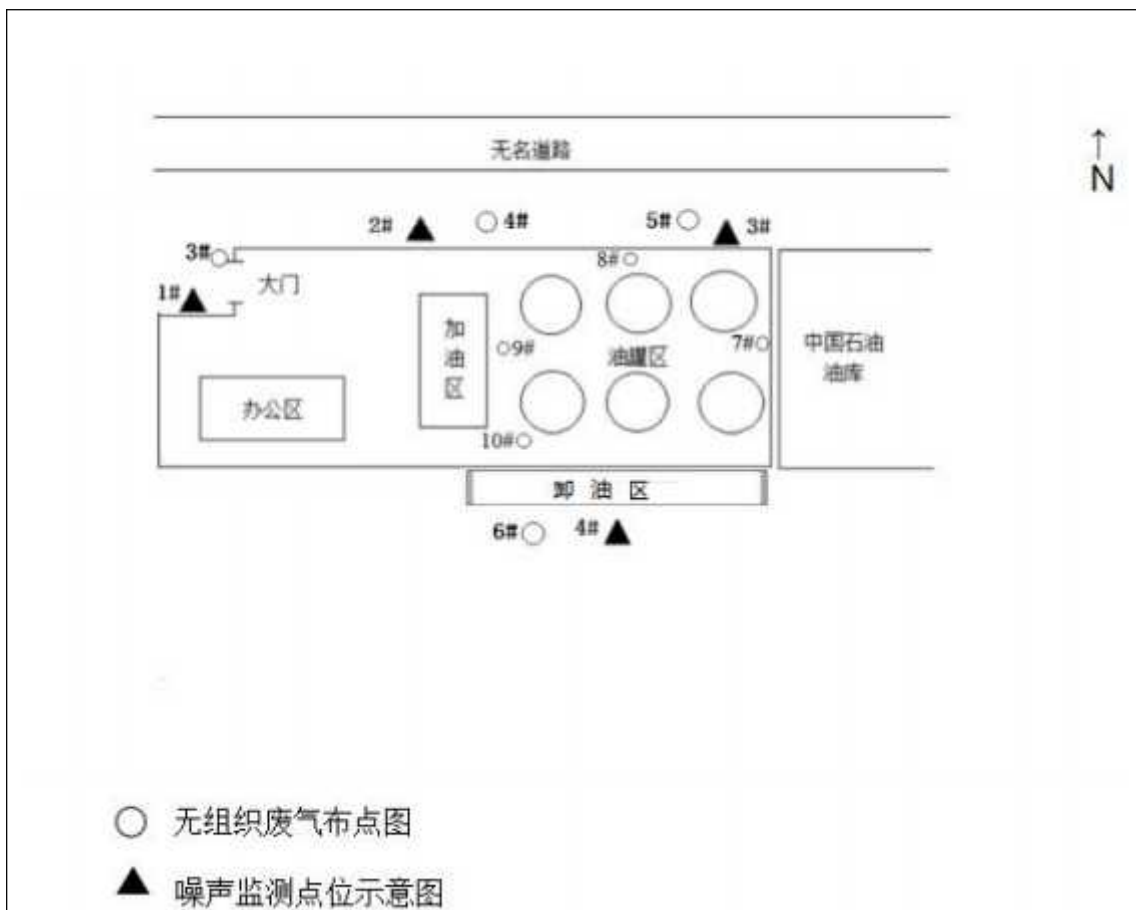 无名道路
N
2#
4#
5#
3#
3#
大门
8#
1#
加油区
9#
油罐区
7#
中国石油
油库
办公区
10#
卸油区
6#
4#
无组织废气布点图
噪声监测点位示意图